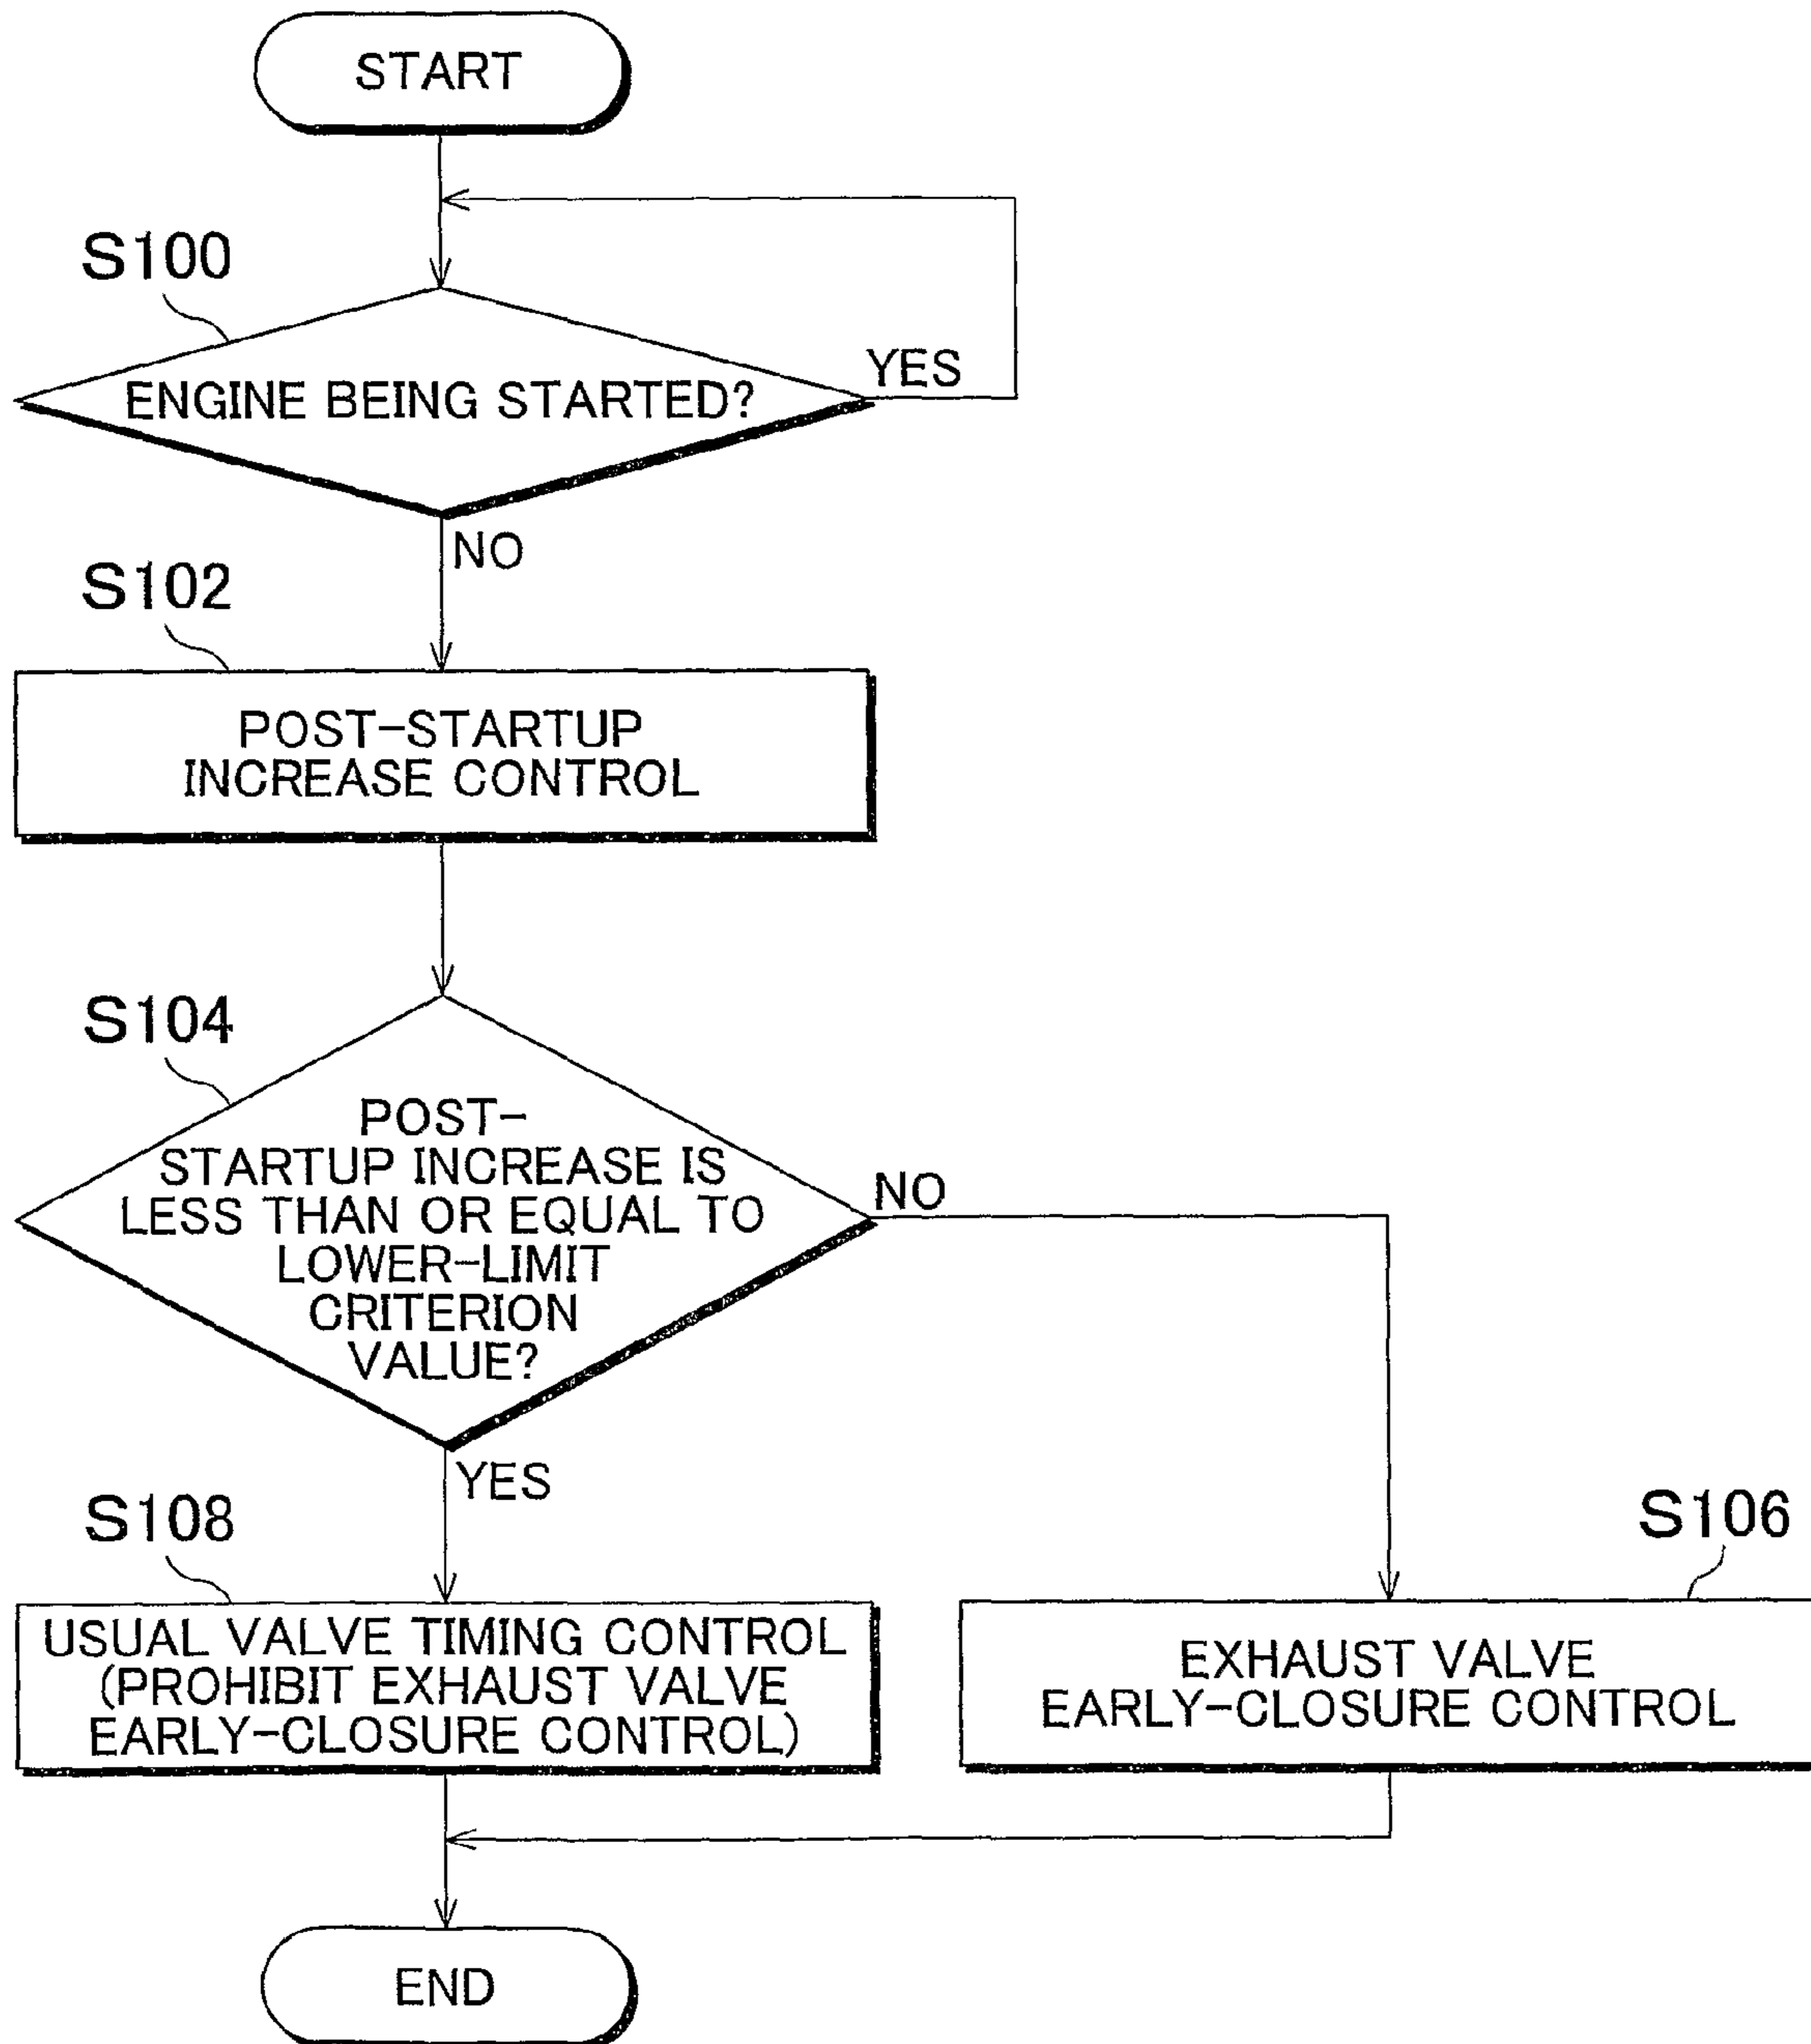 START
S100
ENGINE BEING STARTED?
YES
NO
S102
POST-STARTUP
INCREASE CONTROL
S104
POST-
STARTUP INCREASE IS
LESS THAN OR EQUAL TO
LOWER-LIMIT
CRITERION
VALUE?
NO
YES
S108
USUAL VALVE TIMING CONTROL
(PROHIBIT EXHAUST VALVE
EARLY-CLOSURE CONTROL)
S106
EXHAUST VALVE
EARLY-CLOSURE CONTROL
END